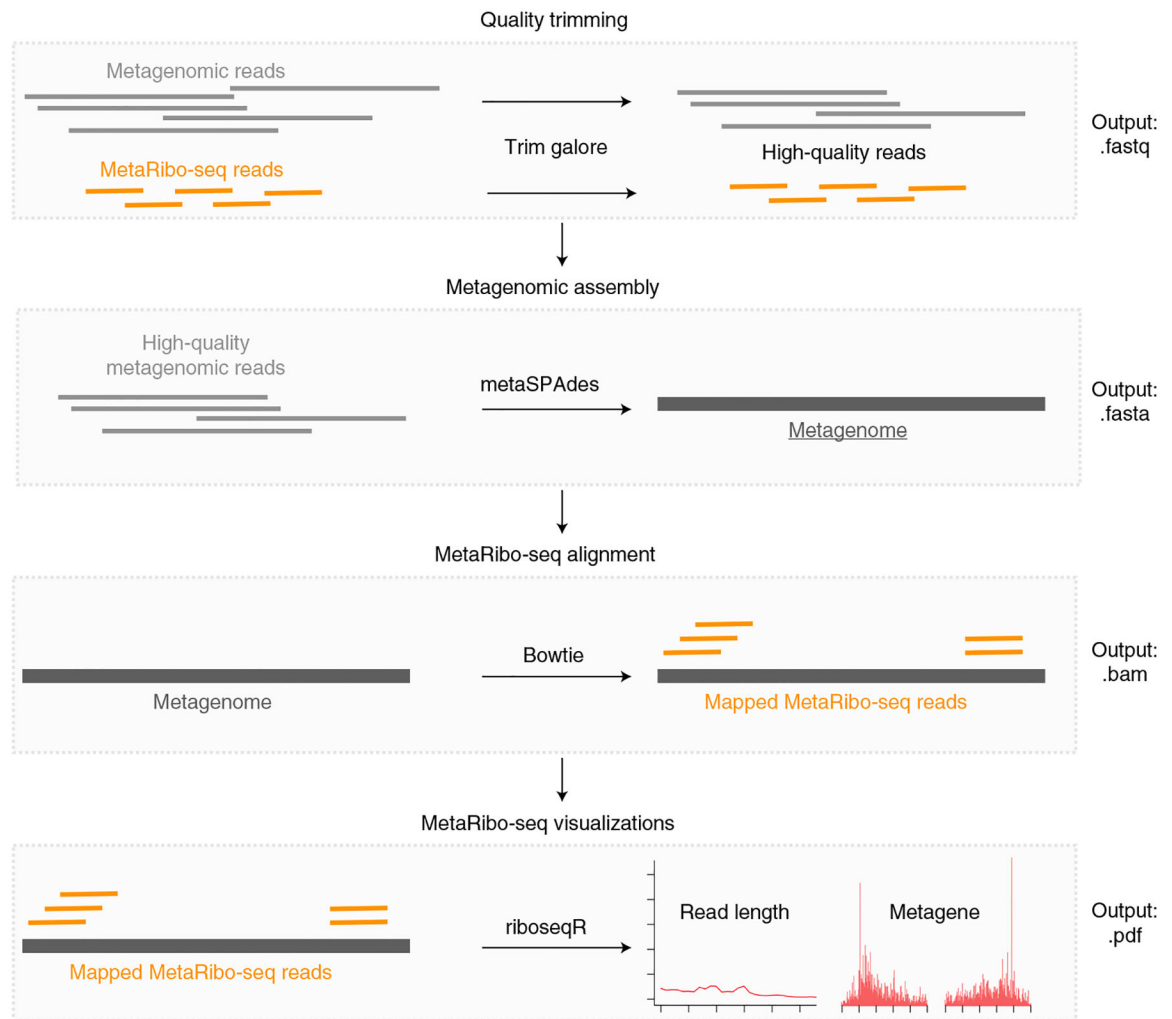 Quality trimming
Metagenomic reads
Trim galore
MetaRibo-seq reads
High-quality reads
Output:
.fastq
Metagenomic assembly
High-quality
metagenomic reads
metaSPAdes
Metagenome
Output:
.fasta
MetaRibo-seq alignment
Metagenome
Bowtie
Mapped MetaRibo-seq reads
Output:
.bam
MetaRibo-seq visualizations
Mapped MetaRibo-seq reads
riboseqR
Read length
Metagene
Output:
.pdf